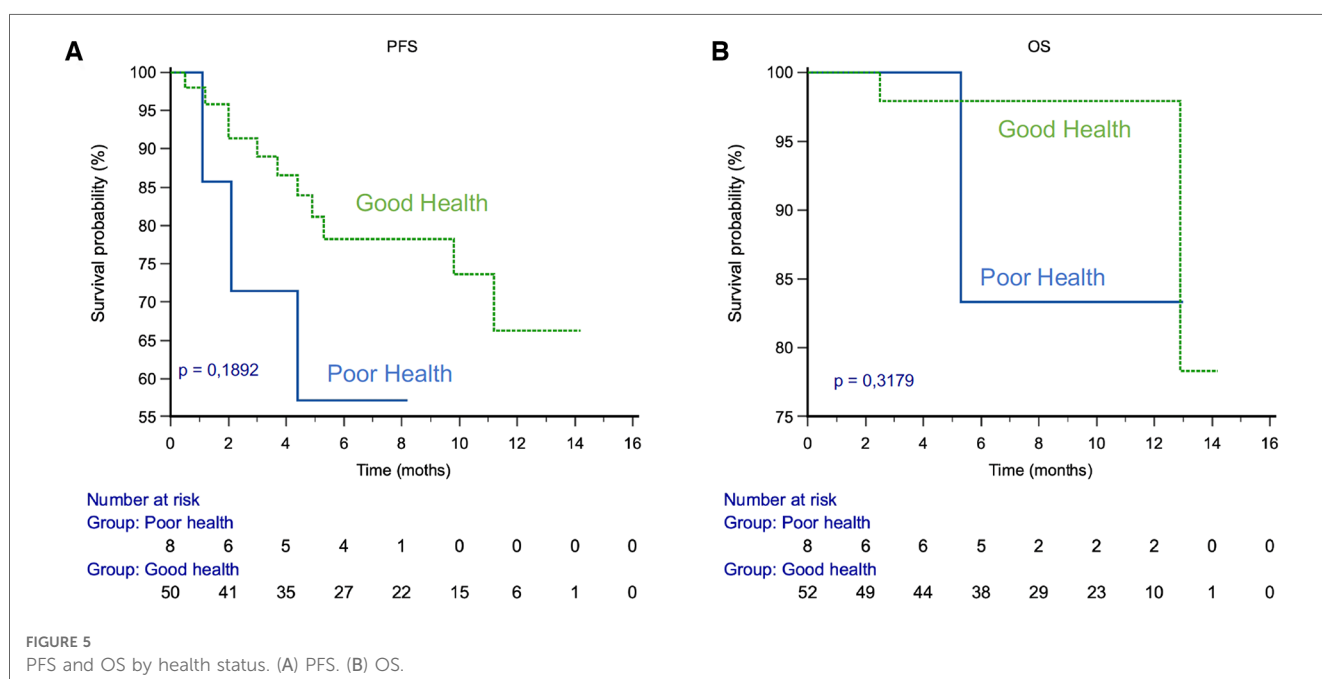 A
PFS
Survival probability (%)
100
95
90
85
80
75
70
65
60
55
Good Health
Poor Health
p = 0,1892
0 2 4 6 8 10 12 14 16
Time (moths)
Number at risk
Group: Poor health
8 6 5 4 1 0 0 0 0
Group: Good health
50 41 35 27 22 15 6 1 0
B
OS
Survival probability (%)
100
95
90
85
80
75
Good Health
Poor Health
p = 0,3179
0 2 4 6 8 10 12 14 16
Time (months)
Number at risk
Group: Poor health
8 6 6 5 2 2 2 0 0
Group: Good health
52 49 44 38 29 23 10 1 0
FIGURE 5
PFS and OS by health status. (A) PFS. (B) OS.